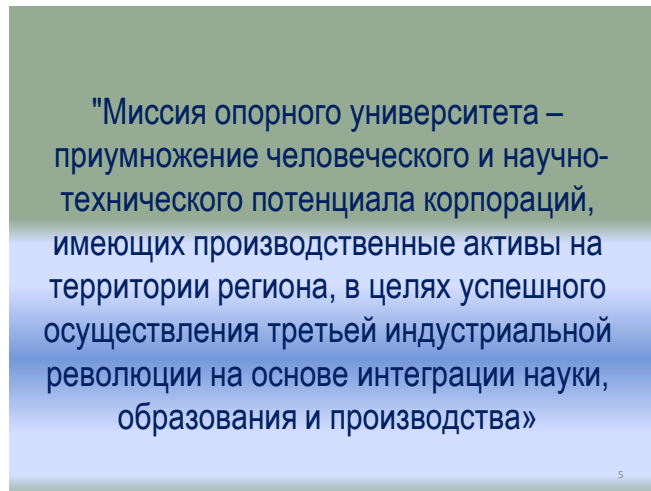 "Миссия опорного университета –
приумножение человеческого и научно-
технического потенциала корпораций,
имеющих производственные активы на
территории региона, в целях успешного
осуществления третьей индустриальной
революции на основе интеграции науки,
образования и производства»
5